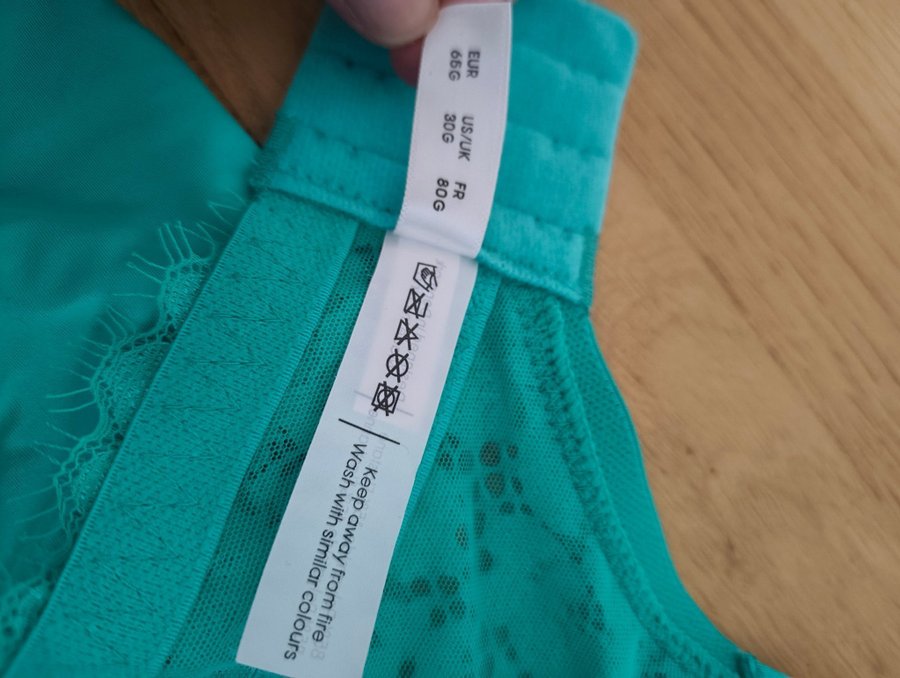 EUR
65G
US/UK
30G
FR
80G
Keep away from fire
Wash with similar colours